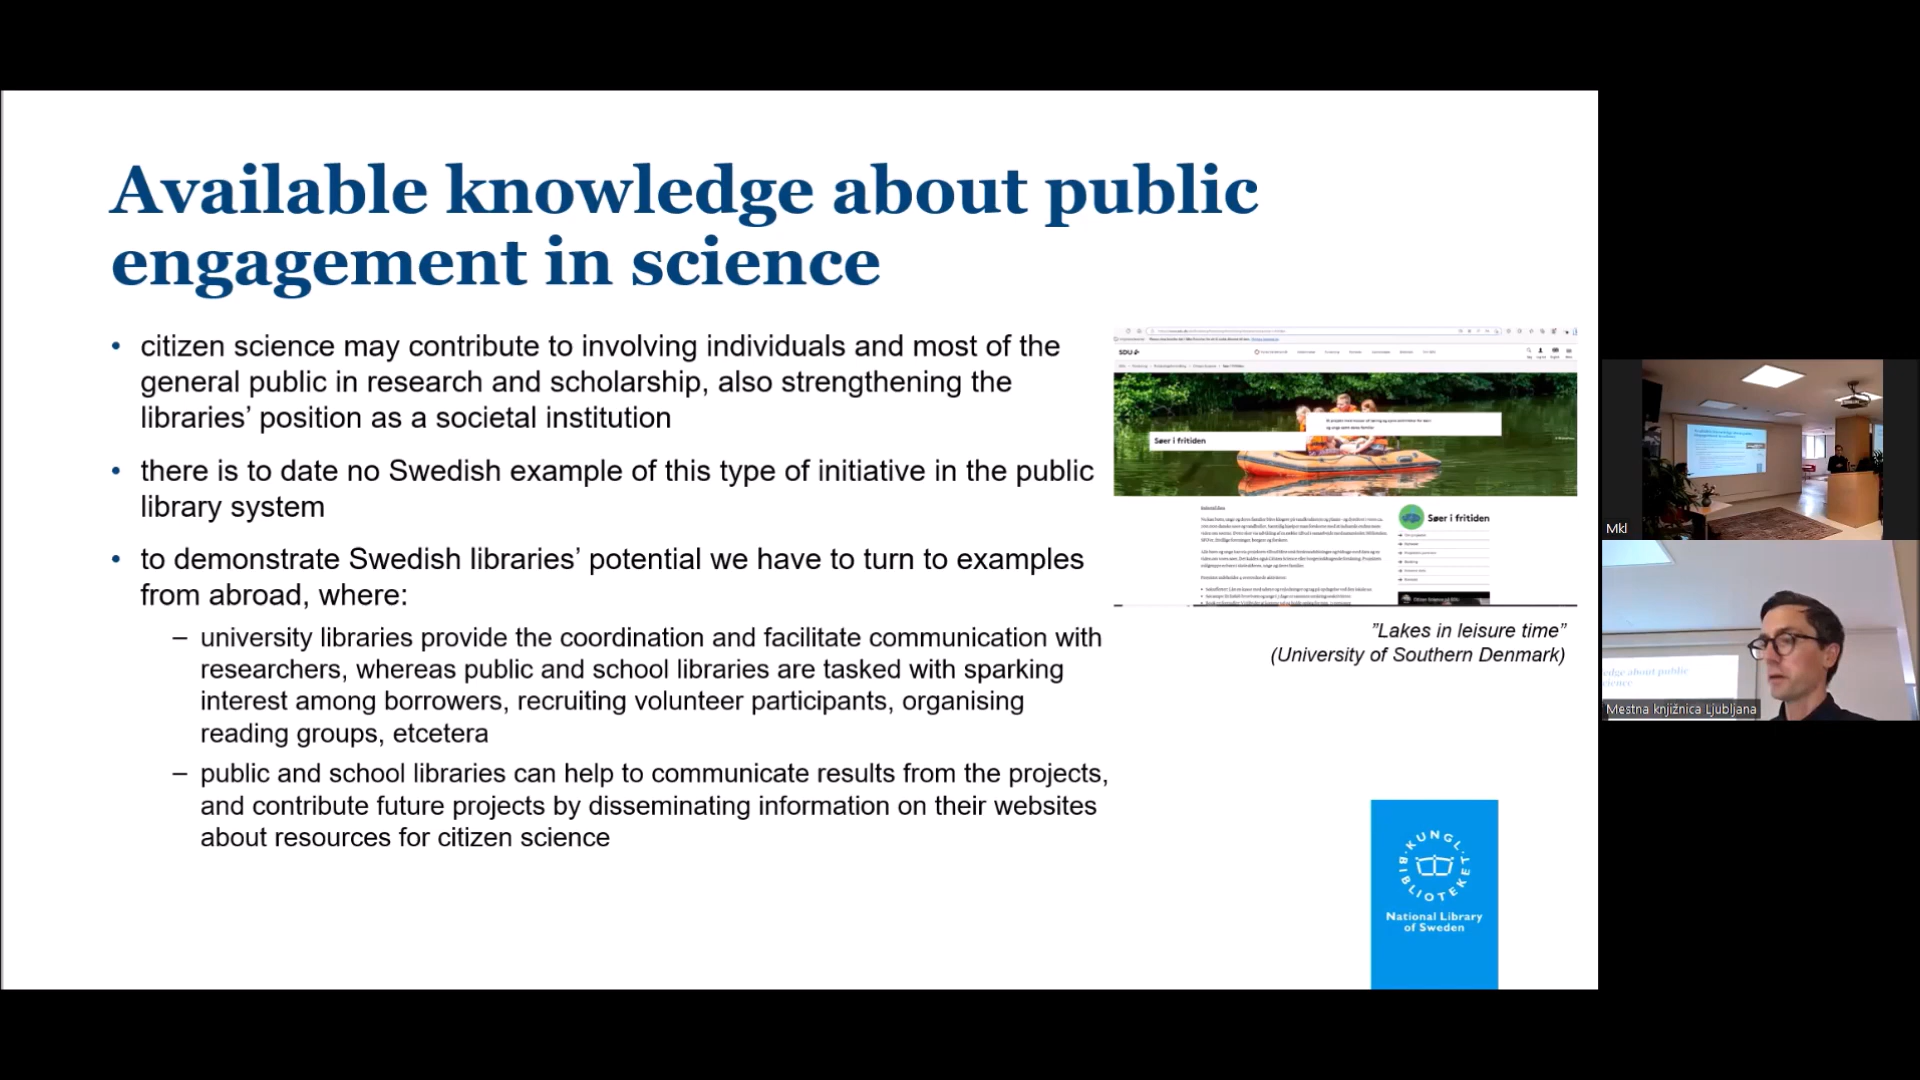 Available knowledge about public
engagement in science
• citizen science may contribute to involving individuals and most of the
general public in research and scholarship, also strengthening the
libraries’ position as a societal institution
• there is to date no Swedish example of this type of initiative in the public
library system
• to demonstrate Swedish libraries’ potential we have to turn to examples
from abroad, where:
– university libraries provide the coordination and facilitate communication with
researchers, whereas public and school libraries are tasked with sparking
interest among borrowers, recruiting volunteer participants, organising
reading groups, etcetera
– public and school libraries can help to communicate results from the projects,
and contribute future projects by disseminating information on their websites
about resources for citizen science
SDU
Søer i fritiden
Søer i fritiden
”Lakes in leisure time”
(University of Southern Denmark)
KUNGL.
BIBLIOTEKET
National Library
of Sweden
Mkl
edge about public
cience
Mestna knjižnica Ljubljana